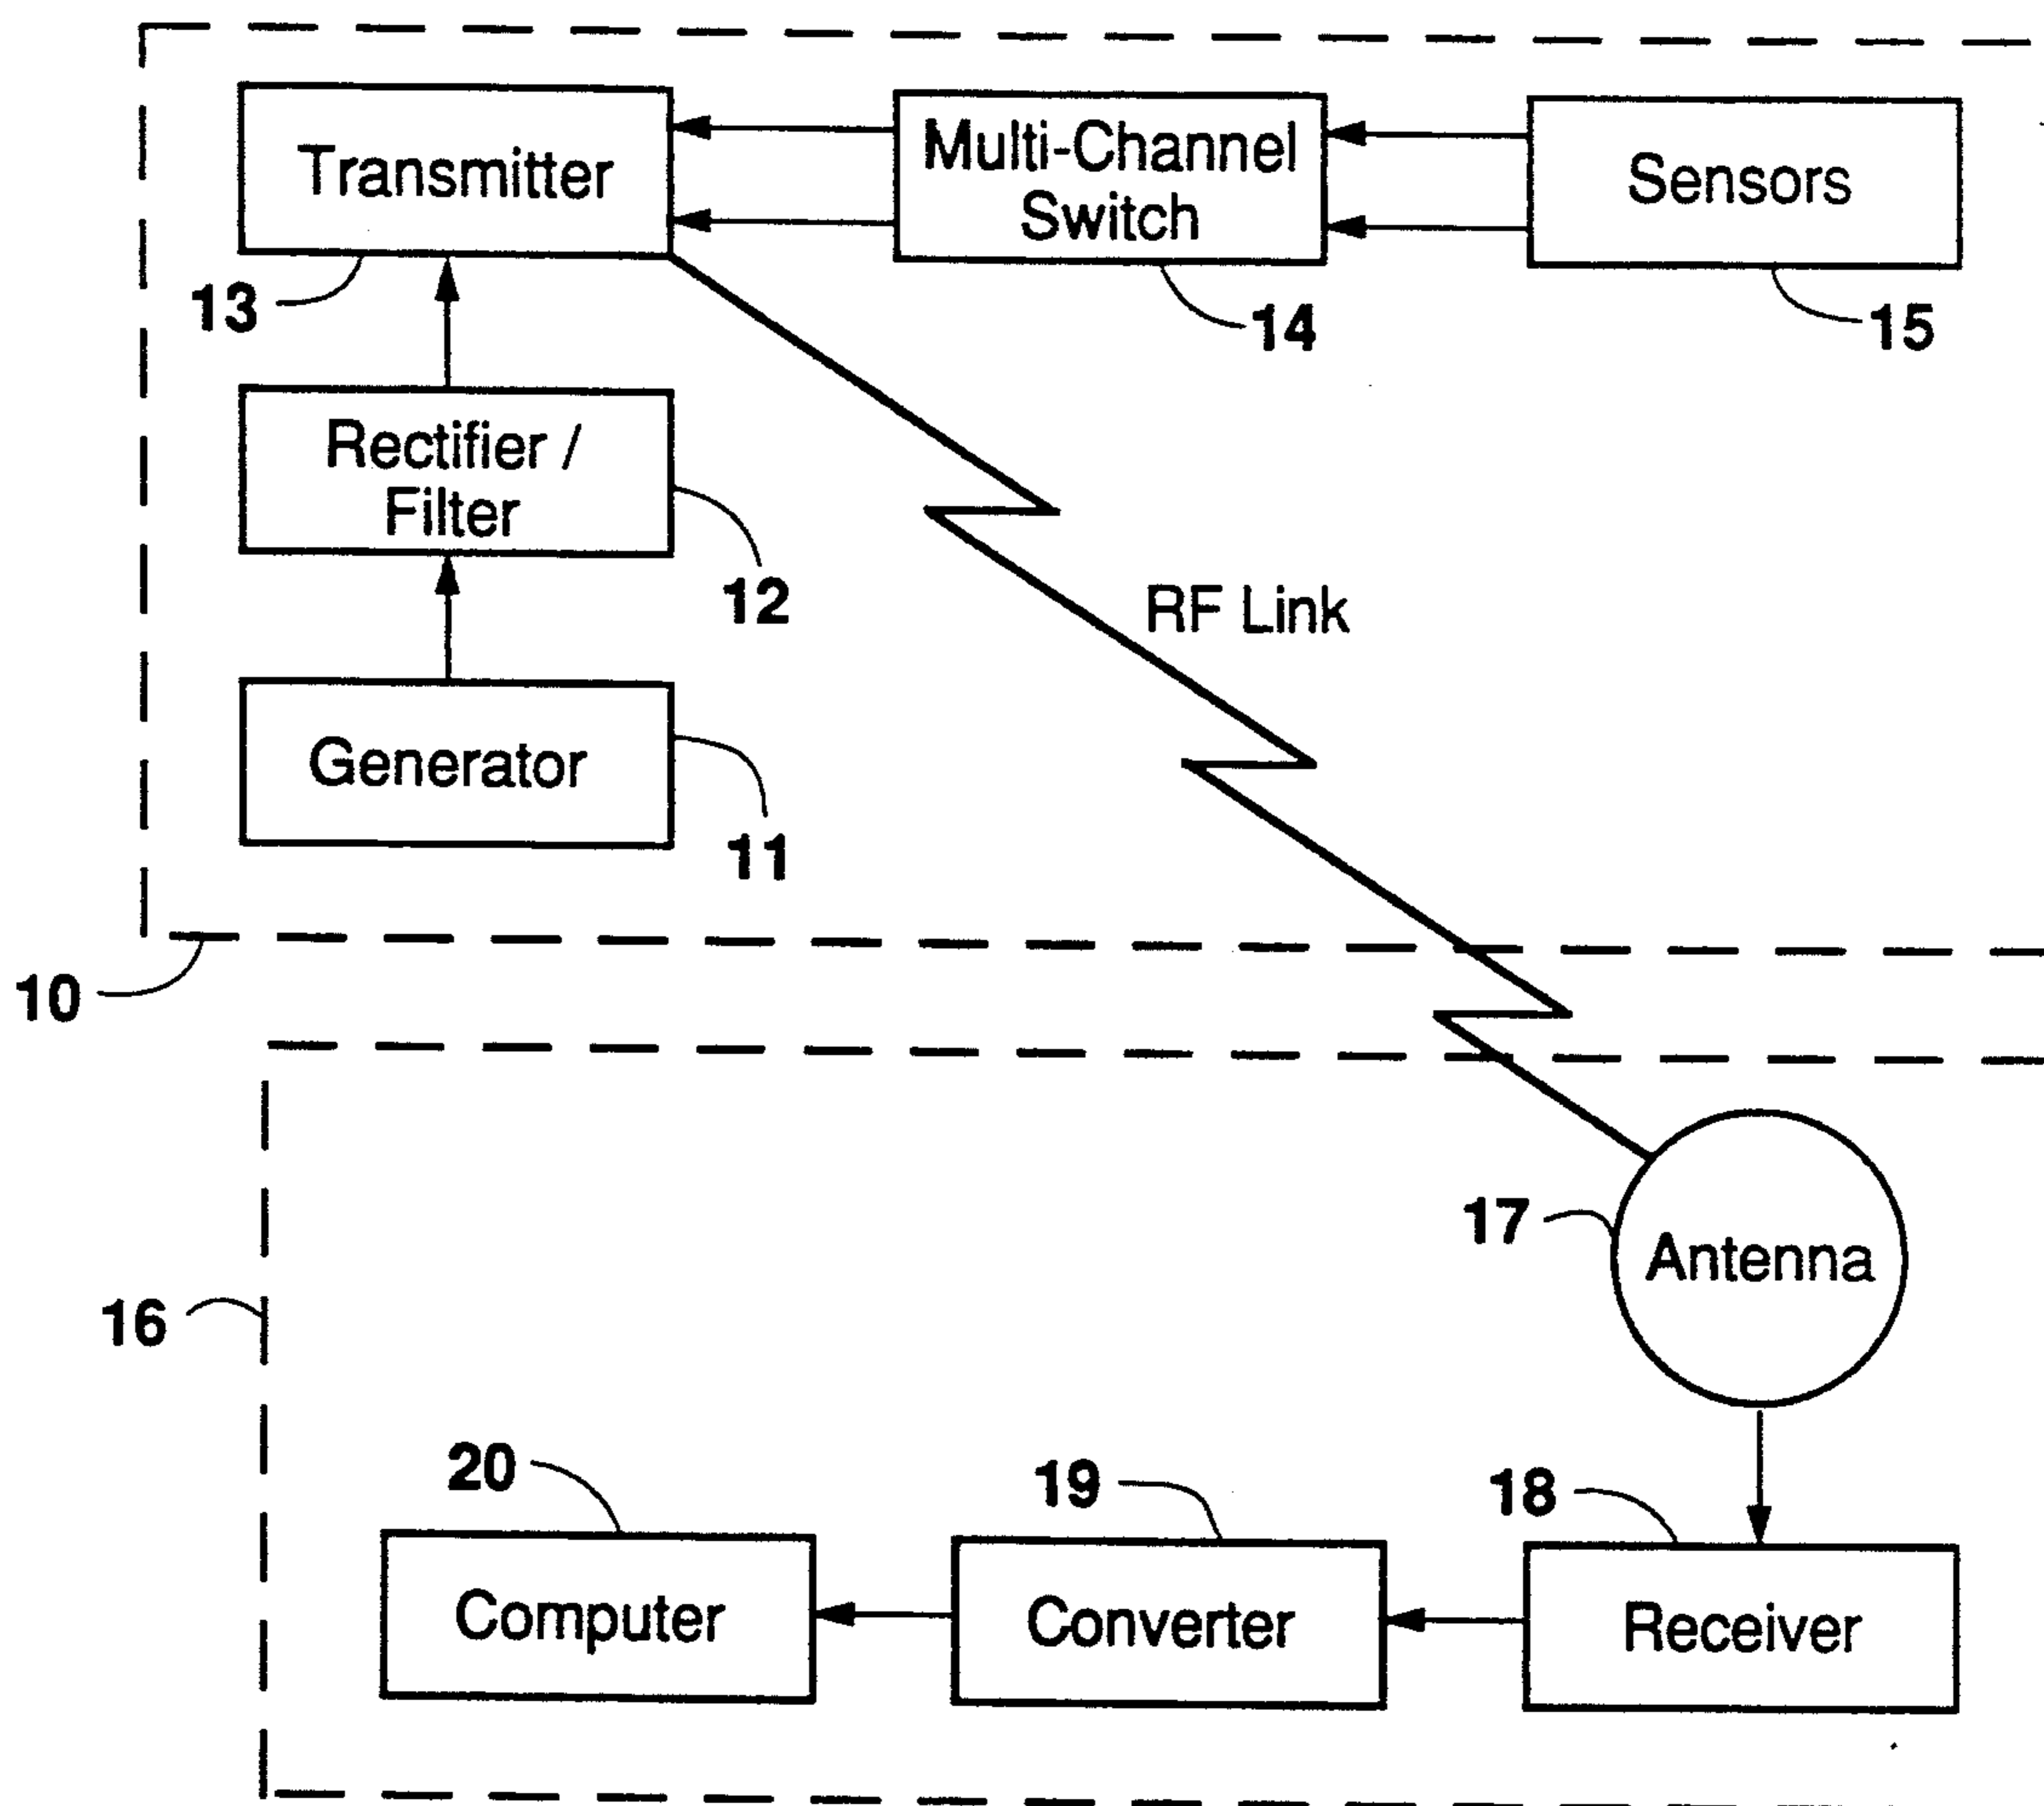 Transmitter
Multi-Channel
Switch
Sensors
13
14
15
Rectifier /
Filter
12
RF Link
Generator
11
10
17
Antenna
16
20
19
18
Computer
Converter
Receiver